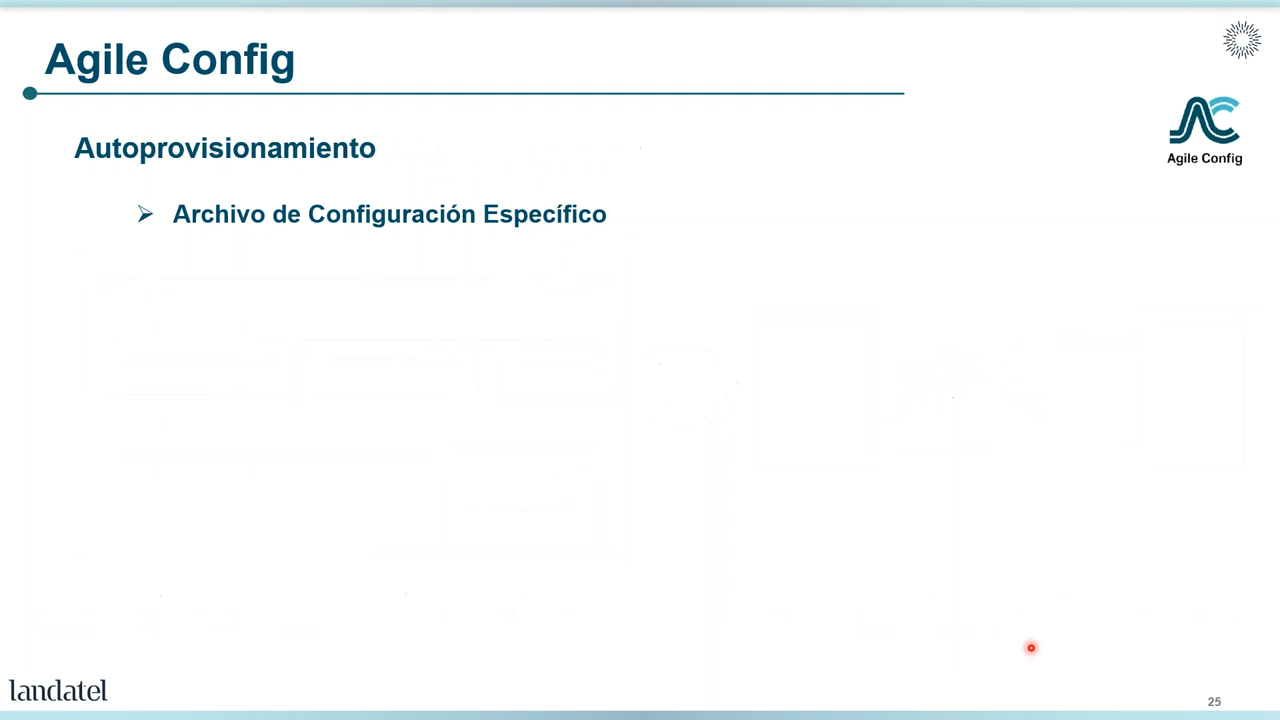 Agile Config
Agile Config
Autoprovisionamiento
➢ Archivo de Configuración Específico
landatel
25